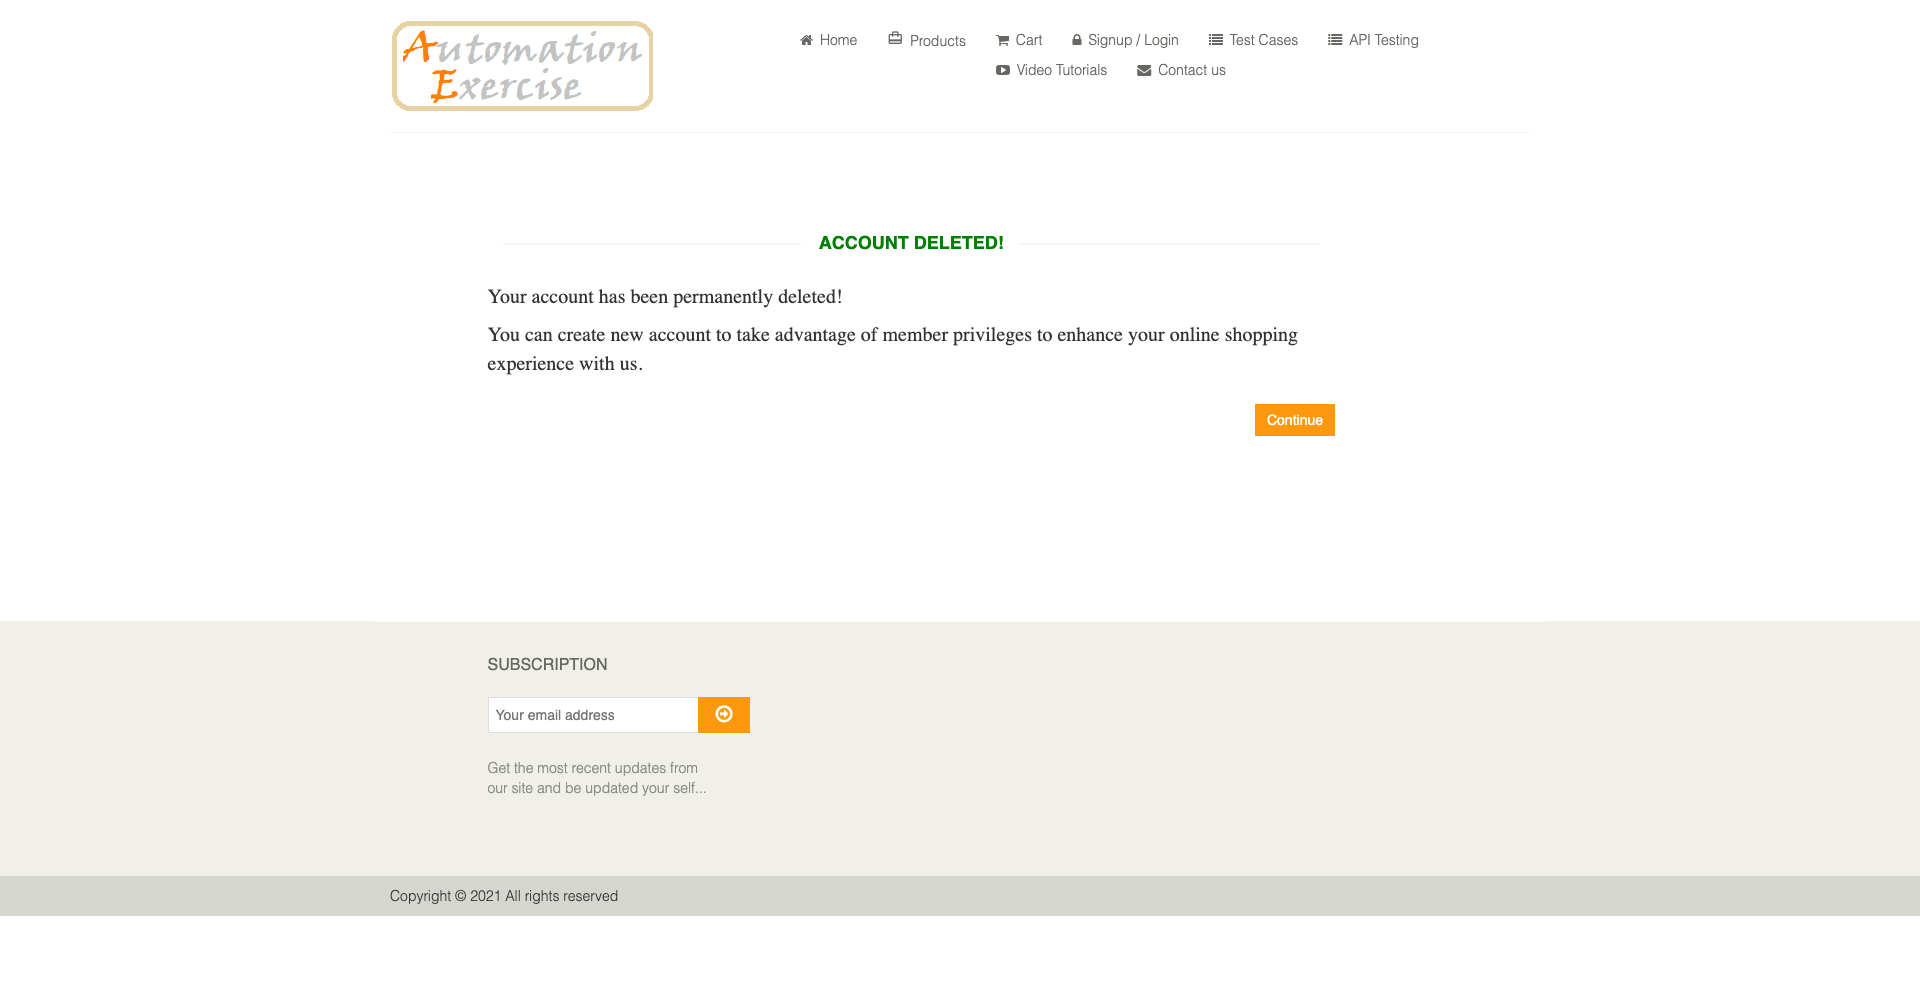 Automation
Exercise
Home
Products
Cart
Signup / Login
Test Cases
API Testing
Video Tutorials
Contact us
ACCOUNT DELETED!
Your account has been permanently deleted!
You can create new account to take advantage of member privileges to enhance your online shopping
experience with us.
Continue
SUBSCRIPTION
Your email address
Get the most recent updates from
our site and be updated your self...
Copyright © 2021 All rights reserved